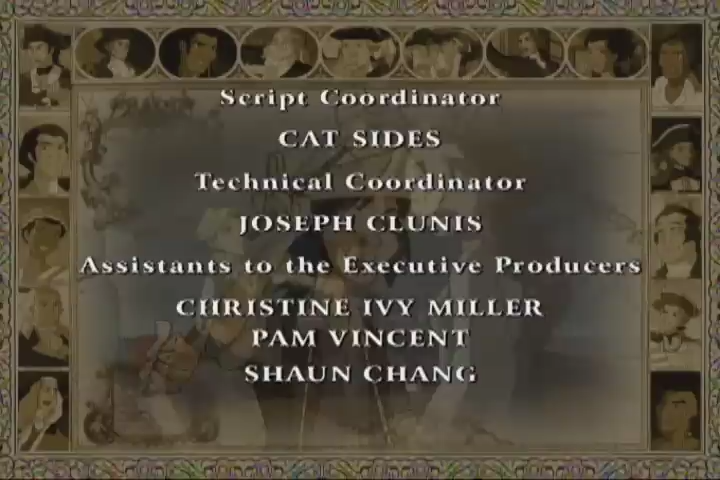 Script Coordinator
CAT SIDES
Technical Coordinator
JOSEPH CLUNIS
Assistants to the Executive Producers
CHRISTINE IVY MILLER
PAM VINCENT
SHAUN CHANG